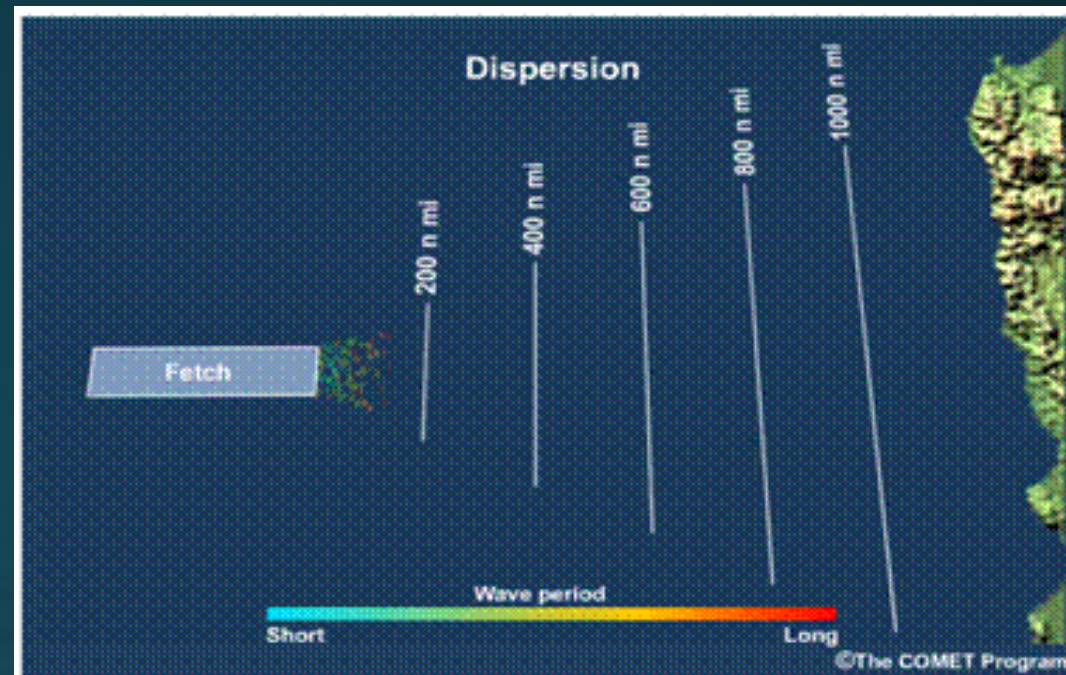 Dispersion
200 n mi
400 n mi
600 n mi
800 n mi
1000 n mi
Fetch
Wave period
Short
Long
©The COMET Program